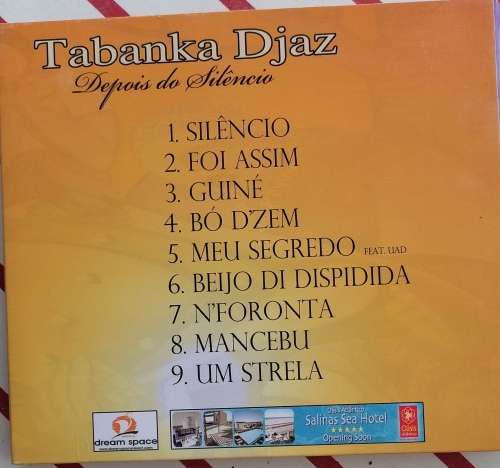 Tabanka Djaz
Depois do Silêncio
1. SILÊNCIO
2. FOI ASSIM
3. GUINÉ
4. BÓ D'ZEM
5. MEU SEGREDO FEAT. UAD
6. BEIJO DI DISPIDIDA
7. N'FORONTA
8. MANCEBU
9. UM STRELA
dream space
Salinas Sea Hotel
Opening Soon
Oasis